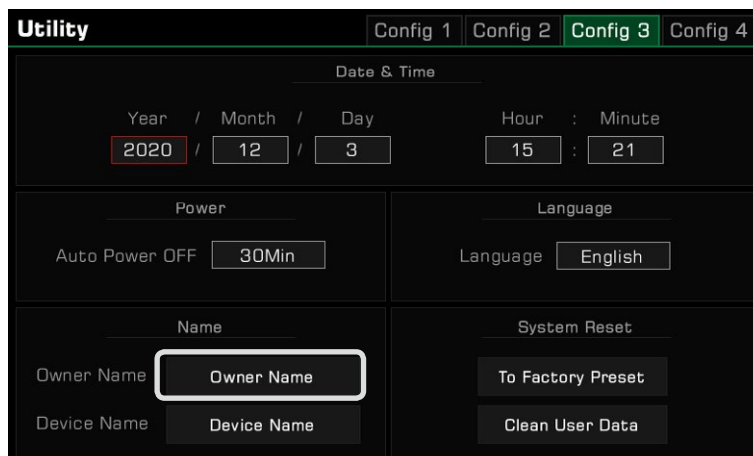 Utility Config 1 Config 2 Config 3 Config 4
Date & Time
Year / Month / Day Hour : Minute
2020 / 12 / 3 15 : 21
Power
Auto Power OFF 30Min
Language
Language English
Name
Owner Name Owner Name
Device Name Device Name
System Reset
To Factory Preset
Clean User Data